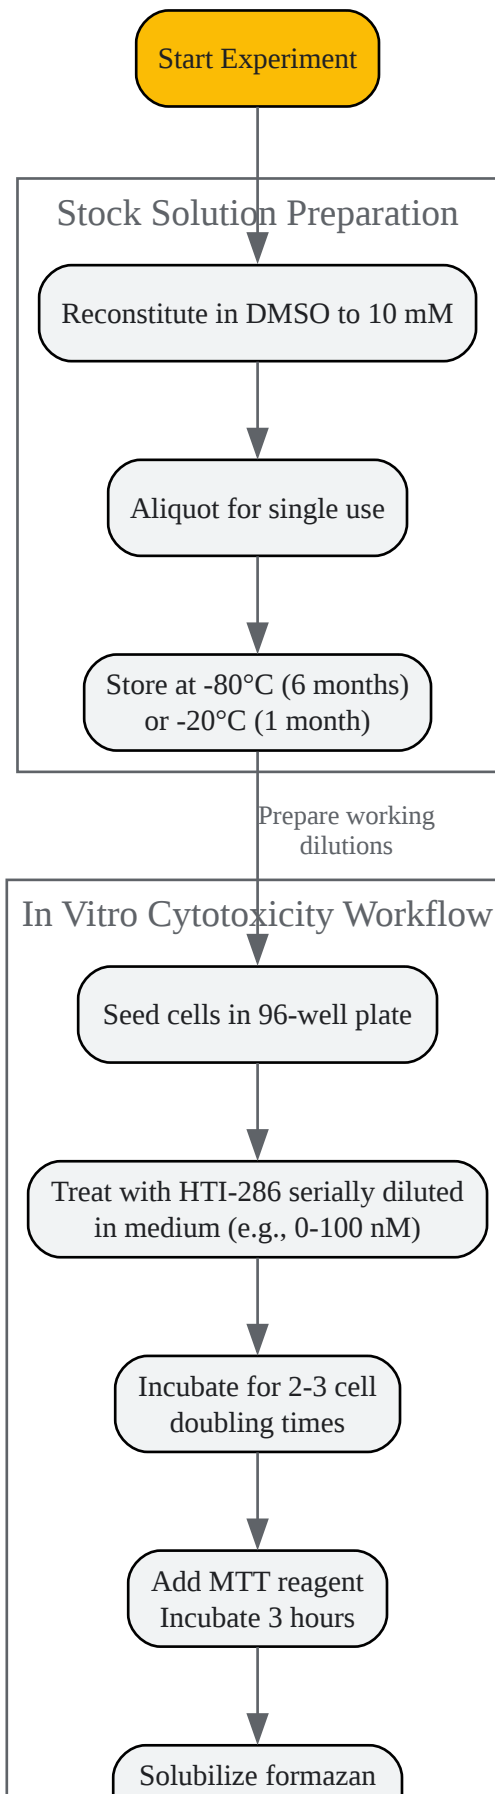 Start Experiment
Stock Solution Preparation
Reconstitute in DMSO to 10 mM
Aliquot for single use
Store at -80°C (6 months)
or -20°C (1 month)
Prepare working
dilutions
In Vitro Cytotoxicity Workflow
Seed cells in 96-well plate
Treat with HTI-286 serially diluted
in medium (e.g., 0-100 nM)
Incubate for 2-3 cell
doubling times
Add MTT reagent
Incubate 3 hours
Solubilize formazan